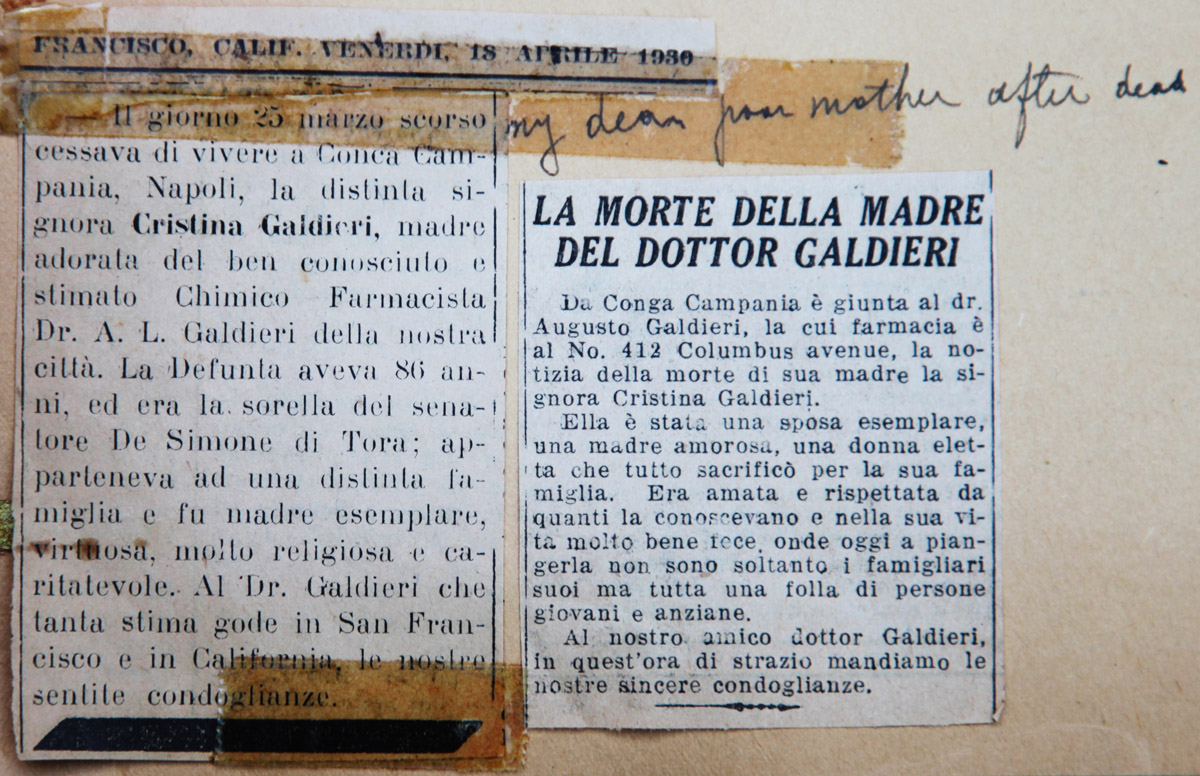 FRANCISCO, CALIF. VENERDI, 18 APRILE 1930
my dear poor mother after dead
— Il giorno 25 marzo scorso
cessava di vivere a Conca Cam-
pania, Napoli, la distinta si-
gnora Cristina Galdieri, madre
adorata del ben conosciuto e
stimato Chimico Farmacista
Dr. A. L. Galdieri della nostra
città. La Defunta aveva 86 an-
ni, ed era la sorella del sena-
tore De Simone di Tora; ap-
parteneva ad una distinta fa-
miglia e fu madre esemplare,
virtuosa, molto religiosa e ca-
ritatevole. Al Dr. Galdieri che
tanta stima gode in San Fran-
cisco e in California, le nostre
sentite condoglianze.
LA MORTE DELLA MADRE
DEL DOTTOR GALDIERI
Da Conga Campania è giunta al dr.
Augusto Galdieri, la cui farmacia è
al No. 412 Columbus avenue, la no-
tizia della morte di sua madre la si-
gnora Cristina Galdieri.
Ella è stata una sposa esemplare,
una madre amorosa, una donna elet-
ta che tutto sacrificò per la sua fa-
miglia. Era amata e rispettata da
quanti la conoscevano e nella sua vi-
ta molto bene fece, onde oggi a pian-
gerla non sono soltanto i famigliari
suoi ma tutta una folla di persone
giovani e anziane.
Al nostro amico dottor Galdieri,
in quest'ora di strazio mandiamo le
nostre sincere condoglianze.